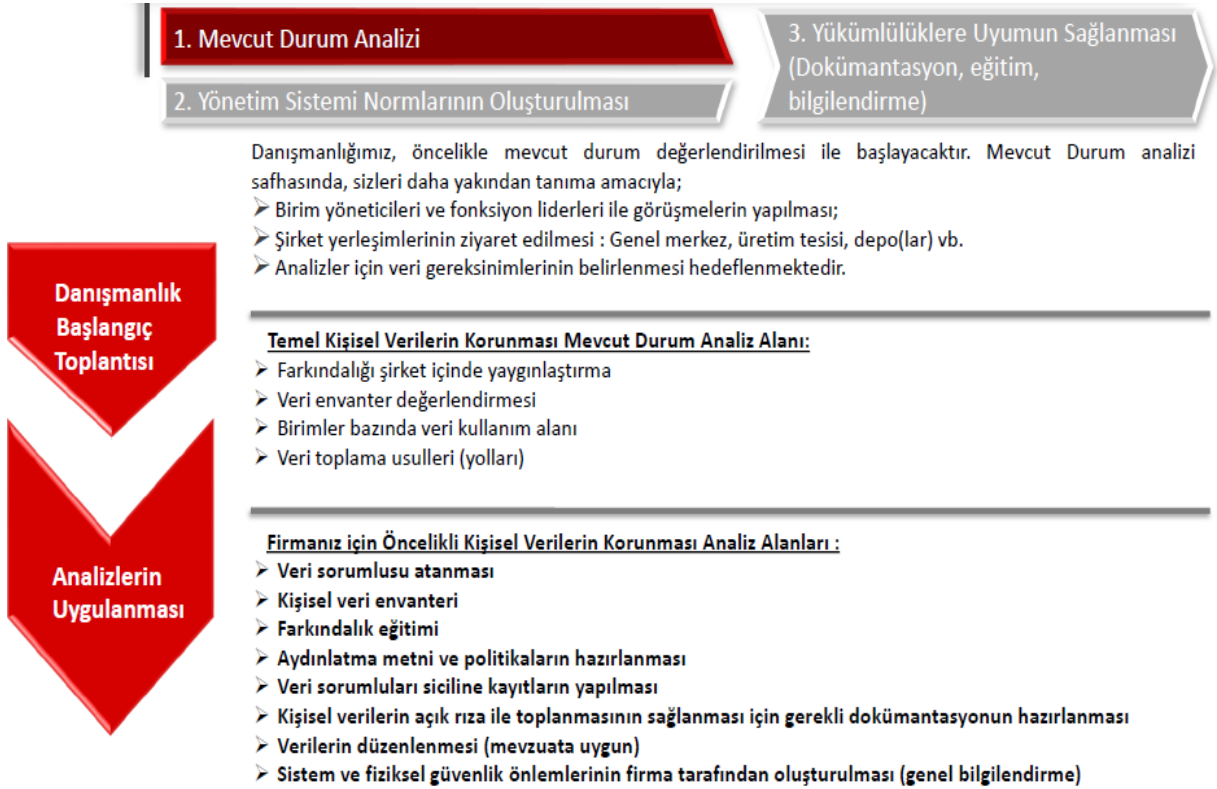 1. Mevcut Durum Analizi
2. Yönetim Sistemi Normlarının Oluşturulması
3. Yükümlülüklere Uyumun Sağlanması
(Dokümantasyon, eğitim,
bilgilendirme)
Danışmanlığımız, öncelikle mevcut durum değerlendirilmesi ile başlayacaktır. Mevcut Durum analizi
safhasında, sizleri daha yakından tanıma amacıyla;
➢ Birim yöneticileri ve fonksiyon liderleri ile görüşmelerin yapılması;
➢ Şirket yerleşimlerinin ziyaret edilmesi : Genel merkez, üretim tesisi, depo(lar) vb.
➢ Analizler için veri gereksinimlerinin belirlenmesi hedeflenmektedir.
Danışmanlık
Başlangıç
Toplantısı
Temel Kişisel Verilerin Korunması Mevcut Durum Analiz Alanı:
➢ Farkındalığı şirket içinde yaygınlaştırma
➢ Veri envanter değerlendirmesi
➢ Birimler bazında veri kullanım alanı
➢ Veri toplama usulleri (yolları)
Analizlerin
Uygulanması
Firmanız için Öncelikli Kişisel Verilerin Korunması Analiz Alanları :
➢ Veri sorumlusu atanması
➢ Kişisel veri envanteri
➢ Farkındalık eğitimi
➢ Aydınlatma metni ve politikaların hazırlanması
➢ Veri sorumluları siciline kayıtların yapılması
➢ Kişisel verilerin açık rıza ile toplanmasının sağlanması için gerekli dokümantasyonun hazırlanması
➢ Verilerin düzenlenmesi (mevzuata uygun)
➢ Sistem ve fiziksel güvenlik önlemlerinin firma tarafından oluşturulması (genel bilgilendirme)